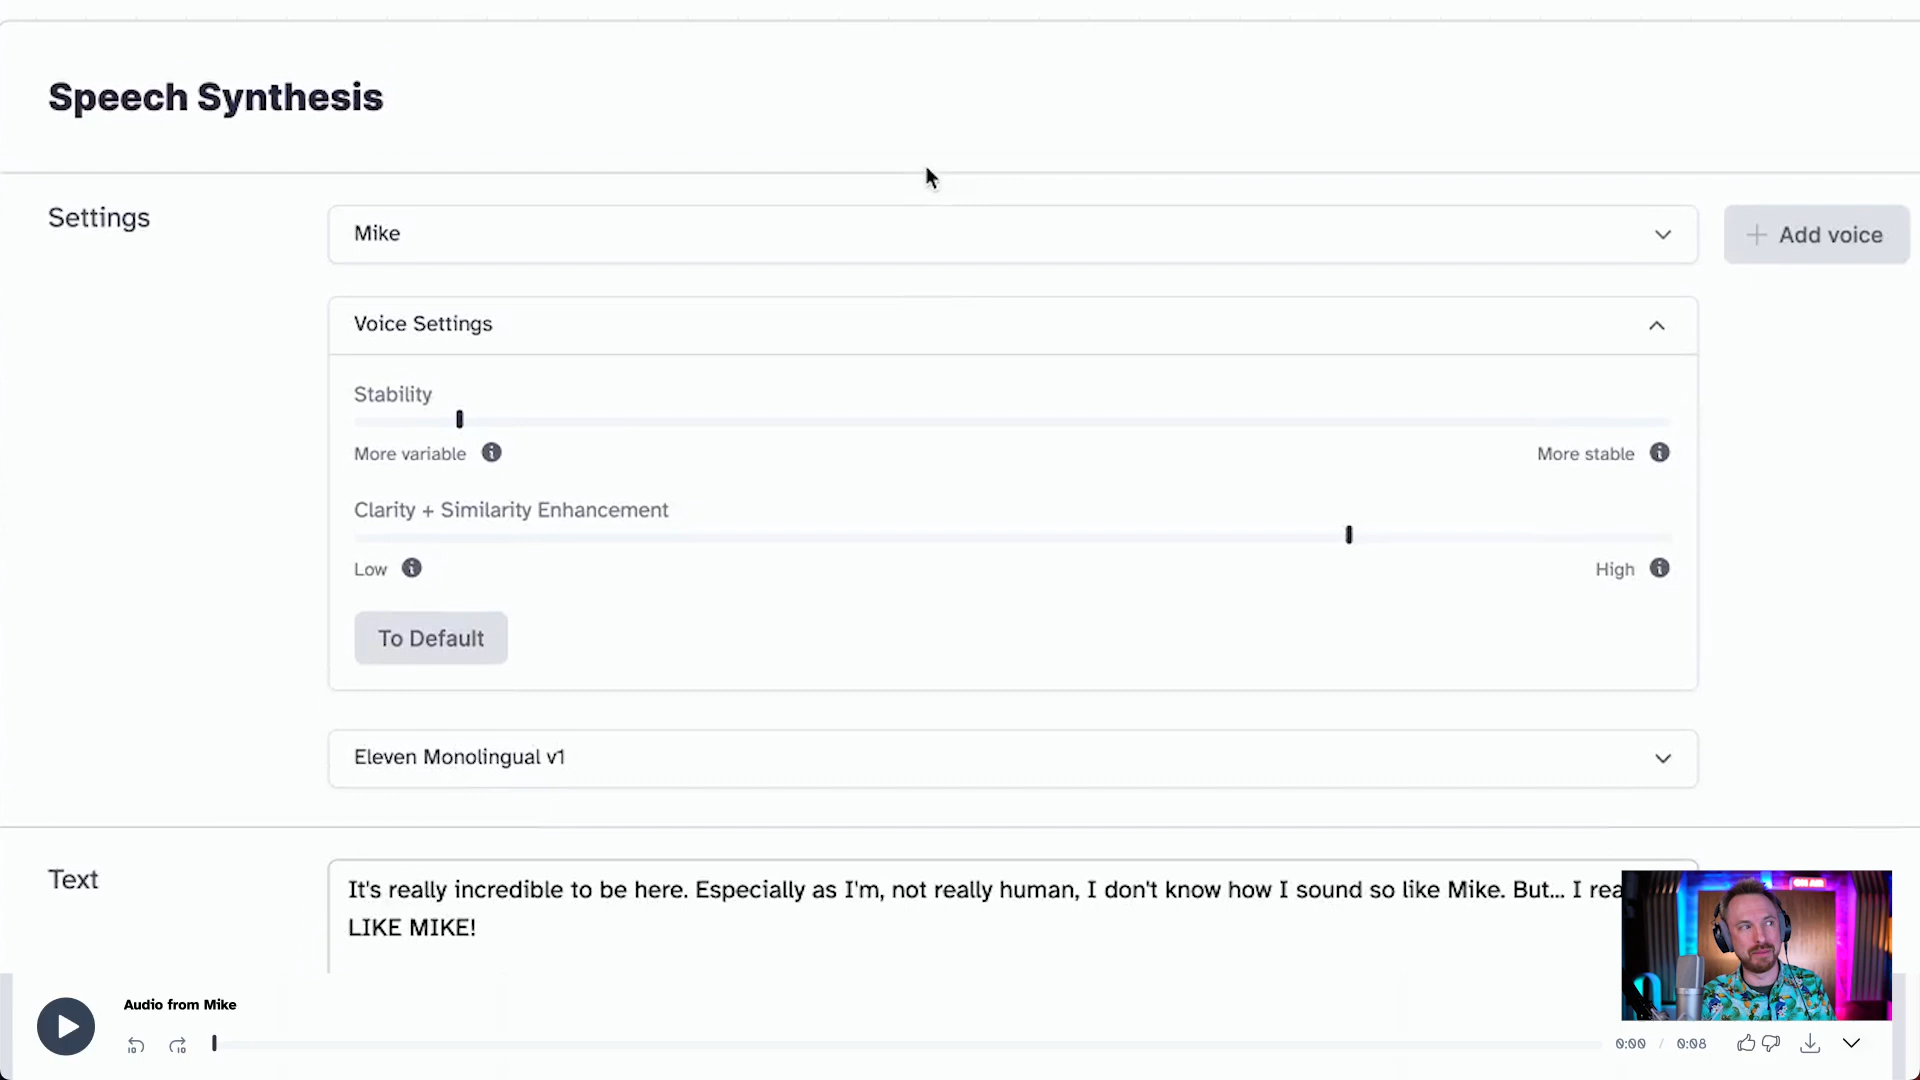 Speech Synthesis
Settings
Mike
Add voice
Voice Settings
Stability
More variable
More stable
Clarity + Similarity Enhancement
Low
High
To Default
Eleven Monolingual v1
Text
It's really incredible to be here. Especially as I'm, not really human, I don't know how I sound so like Mike. But... I rea
LIKE MIKE!
ON AIR
Audio from Mike
0:00 / 0:08